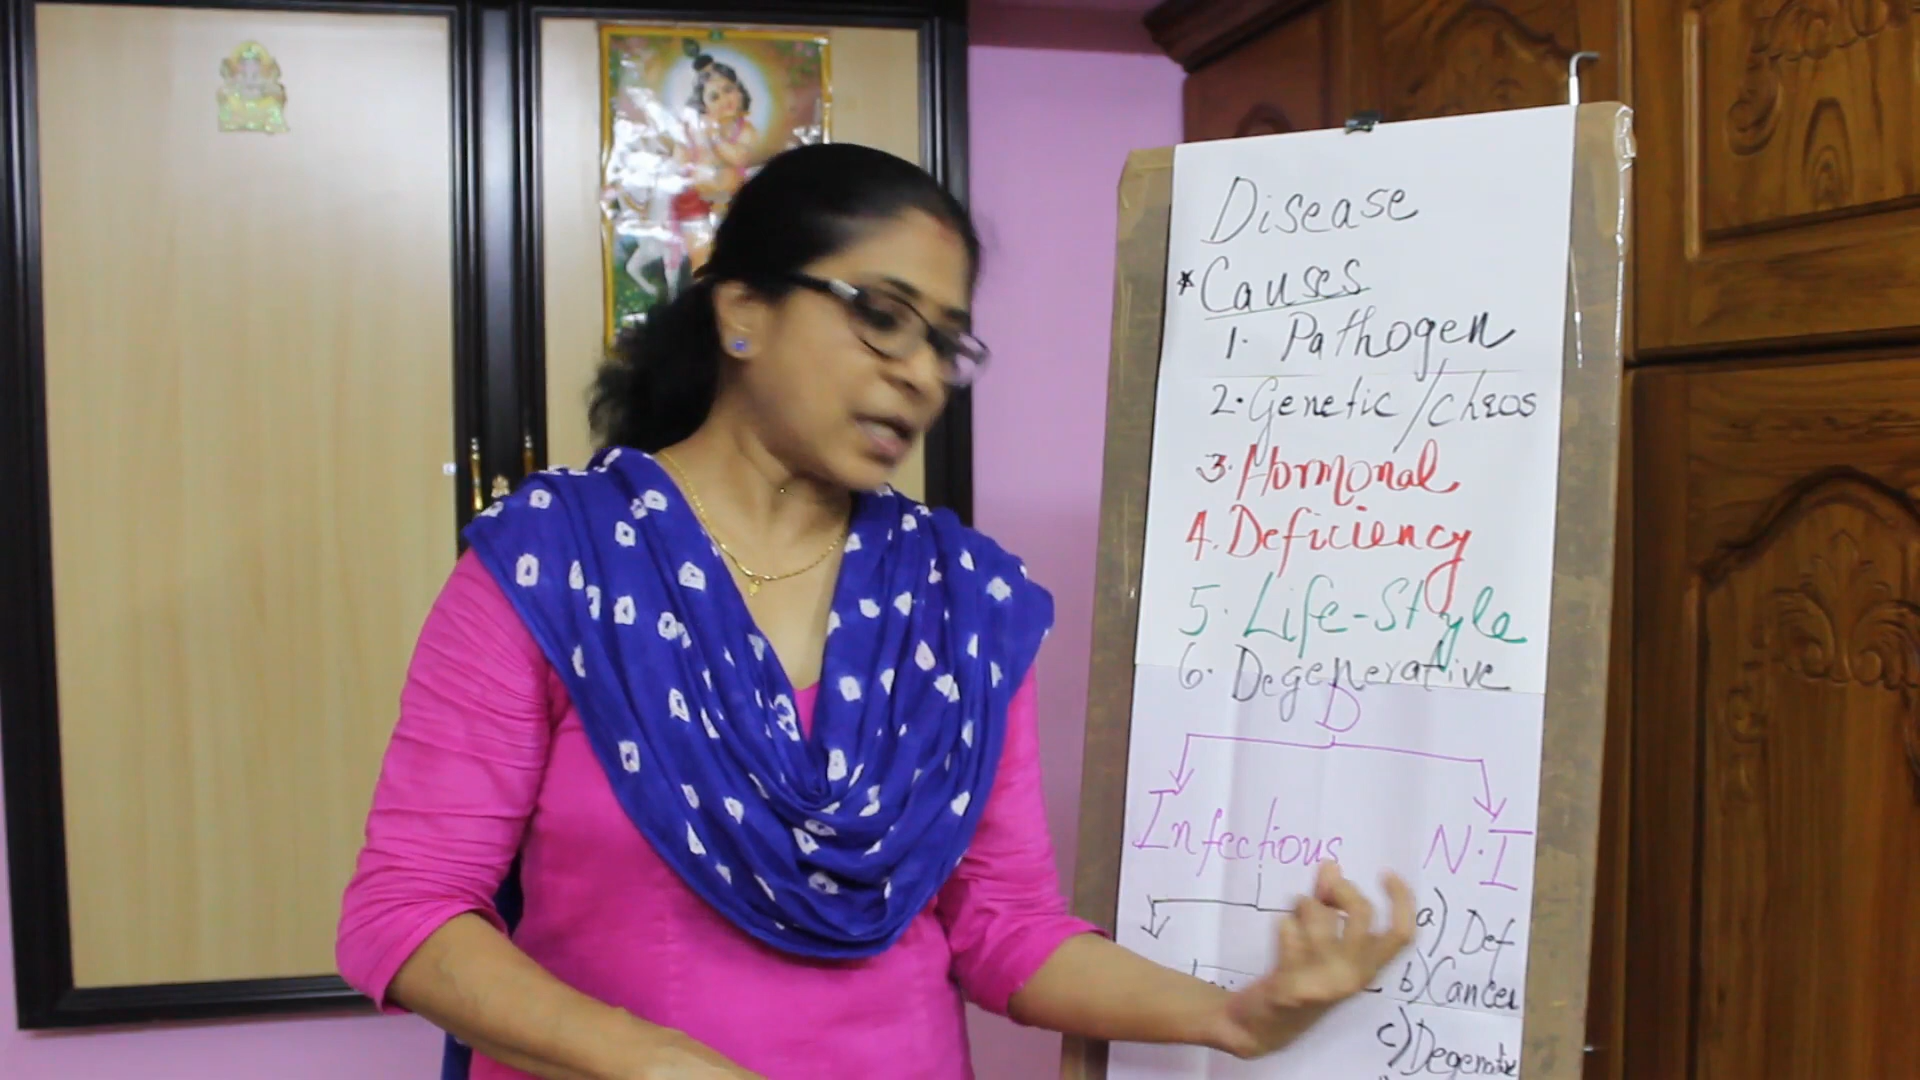 Disease
*Causes
1. Pathogen
2. Genetic/chros
3. Hormonal
4. Deficiency
5. Life-Style
6. Degenerative
D
Infectious N.I
a) Def
b) Cancer
c) Degenerative